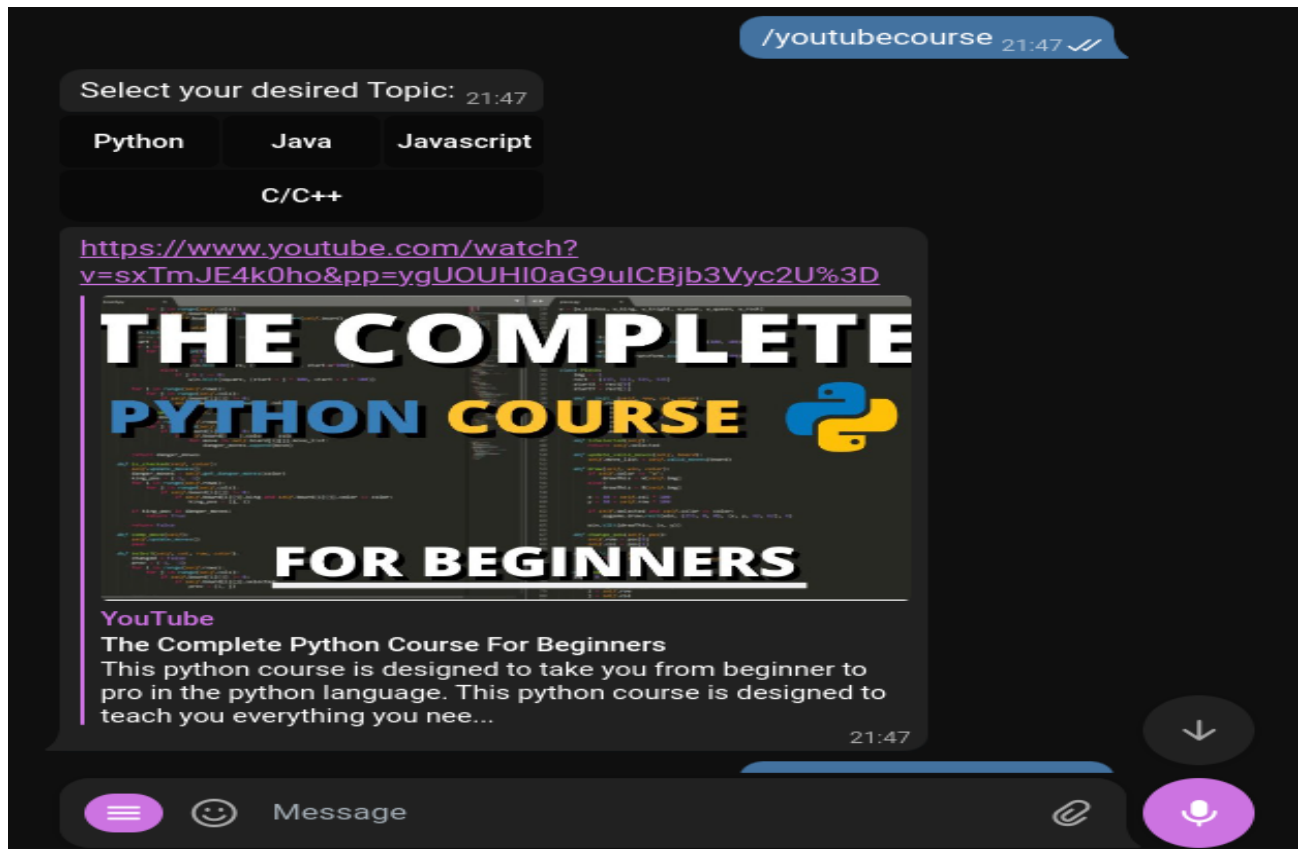 /youtubecourse 21:47
Select your desired Topic: 21:47
Python Java Javascript
C/C++
https://www.youtube.com/watch?
v=sxTmJE4k0ho&pp=ygUOUHl0aG9uICBjb3Vyc2U%3D
THE COMPLETE
PYTHON COURSE
FOR BEGINNERS
YouTube
The Complete Python Course For Beginners
This python course is designed to take you from beginner to
pro in the python language. This python course is designed to
teach you everything you nee...
21:47
Message